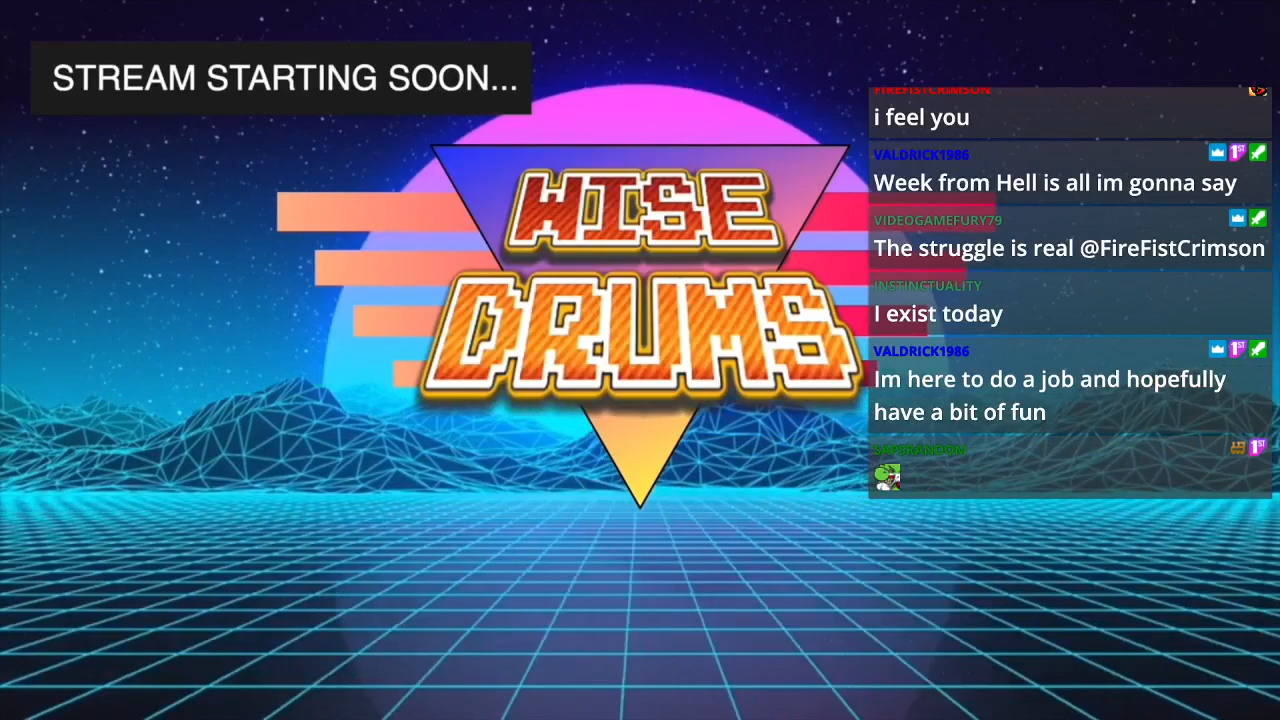 STREAM STARTING SOON...
WISE
DRUMS
FIREFISTCRIMSON
i feel you
VALDRICK1986
Week from Hell is all im gonna say
VIDEOGAMEFURY79
The struggle is real @FireFistCrimson
INSTINCTUALITY
I exist today
VALDRICK1986
Im here to do a job and hopefully
have a bit of fun